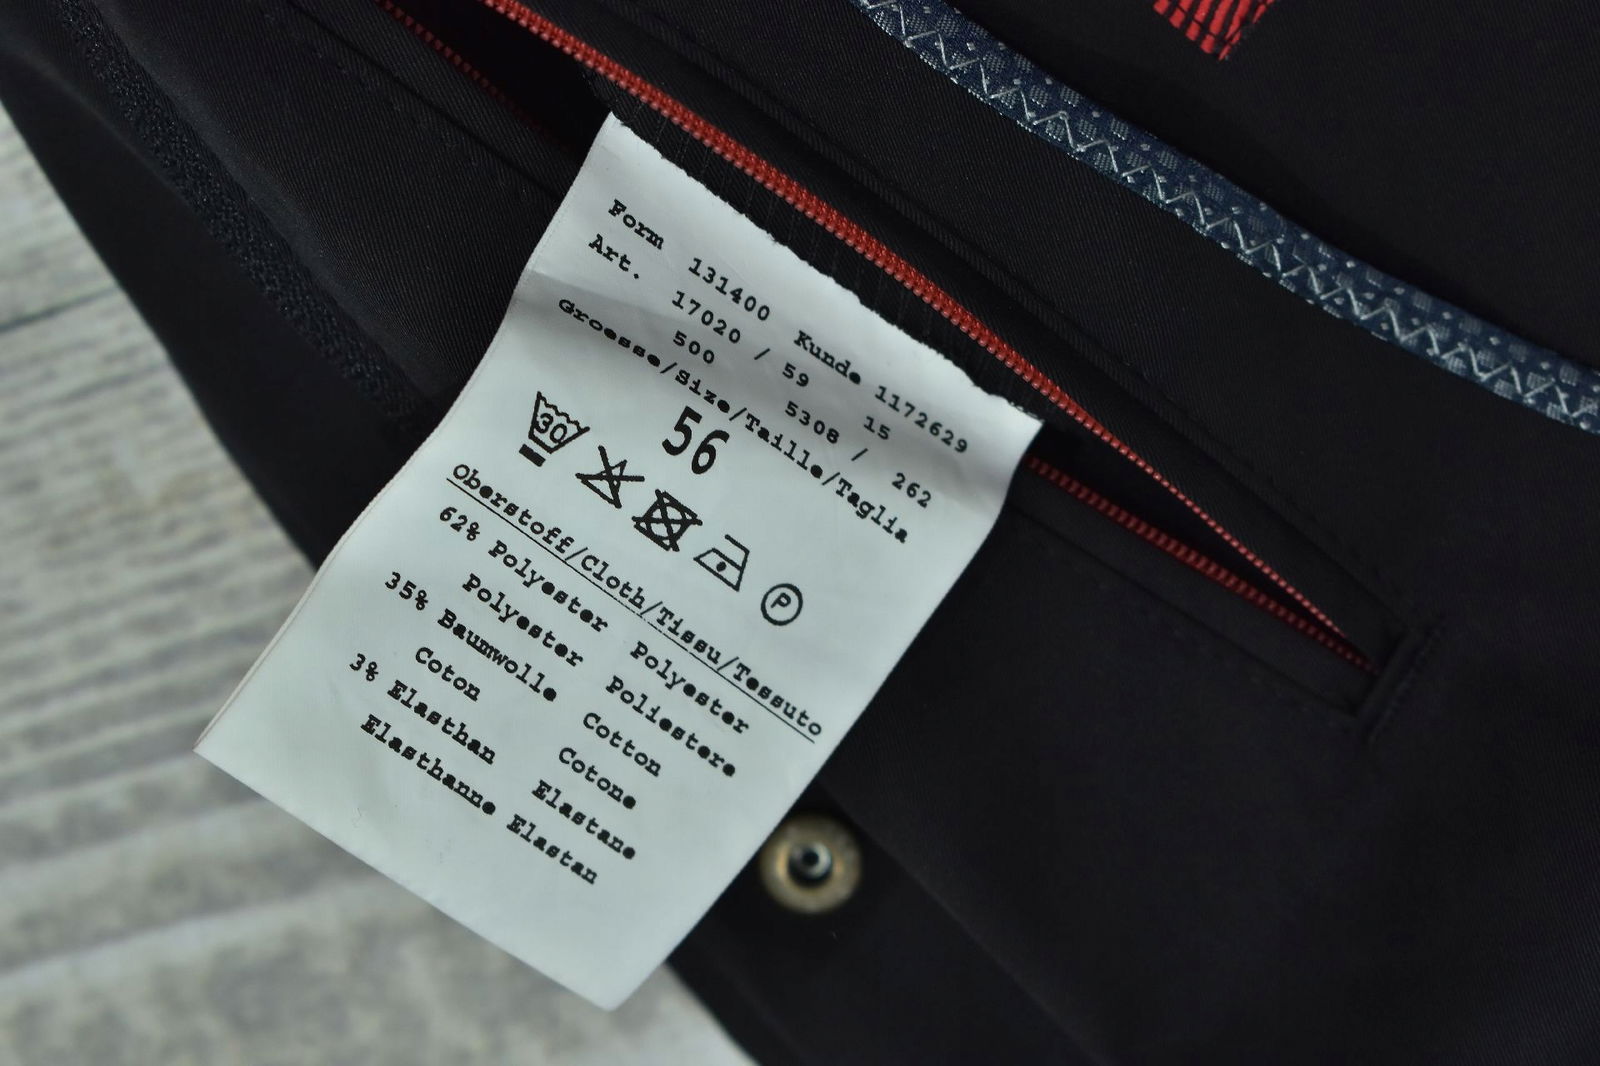 Form 131400 Kunde 1172629
Art. 17020 / 59 15
500 5308 / 262
Groesse/Size/Taille/Taglia
56
30
P
Oberstoff/Cloth/Tissu/Tessuto
62% Polyester Polyester
Polyester Poliestere
35% Baumwolle Cotton
Coton Cotone
3% Elasthan Elastane
Elasthanne Elastan